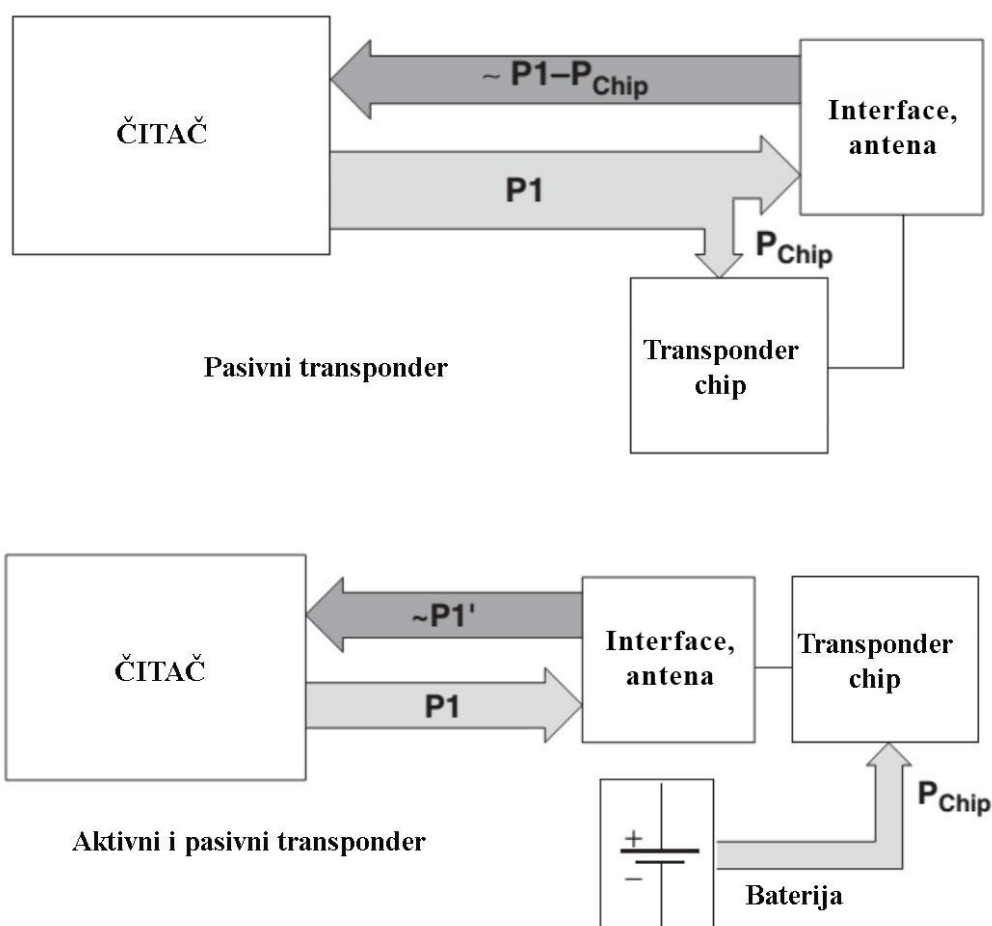 ČITAČ
~ P1–PChip
Interface,
antena
P1
PChip
Transponder
chip
Pasivni transponder
ČITAČ
~P1'
P1
Interface,
antena
Transponder
chip
PChip
+
–
Baterija
Aktivni i pasivni transponder